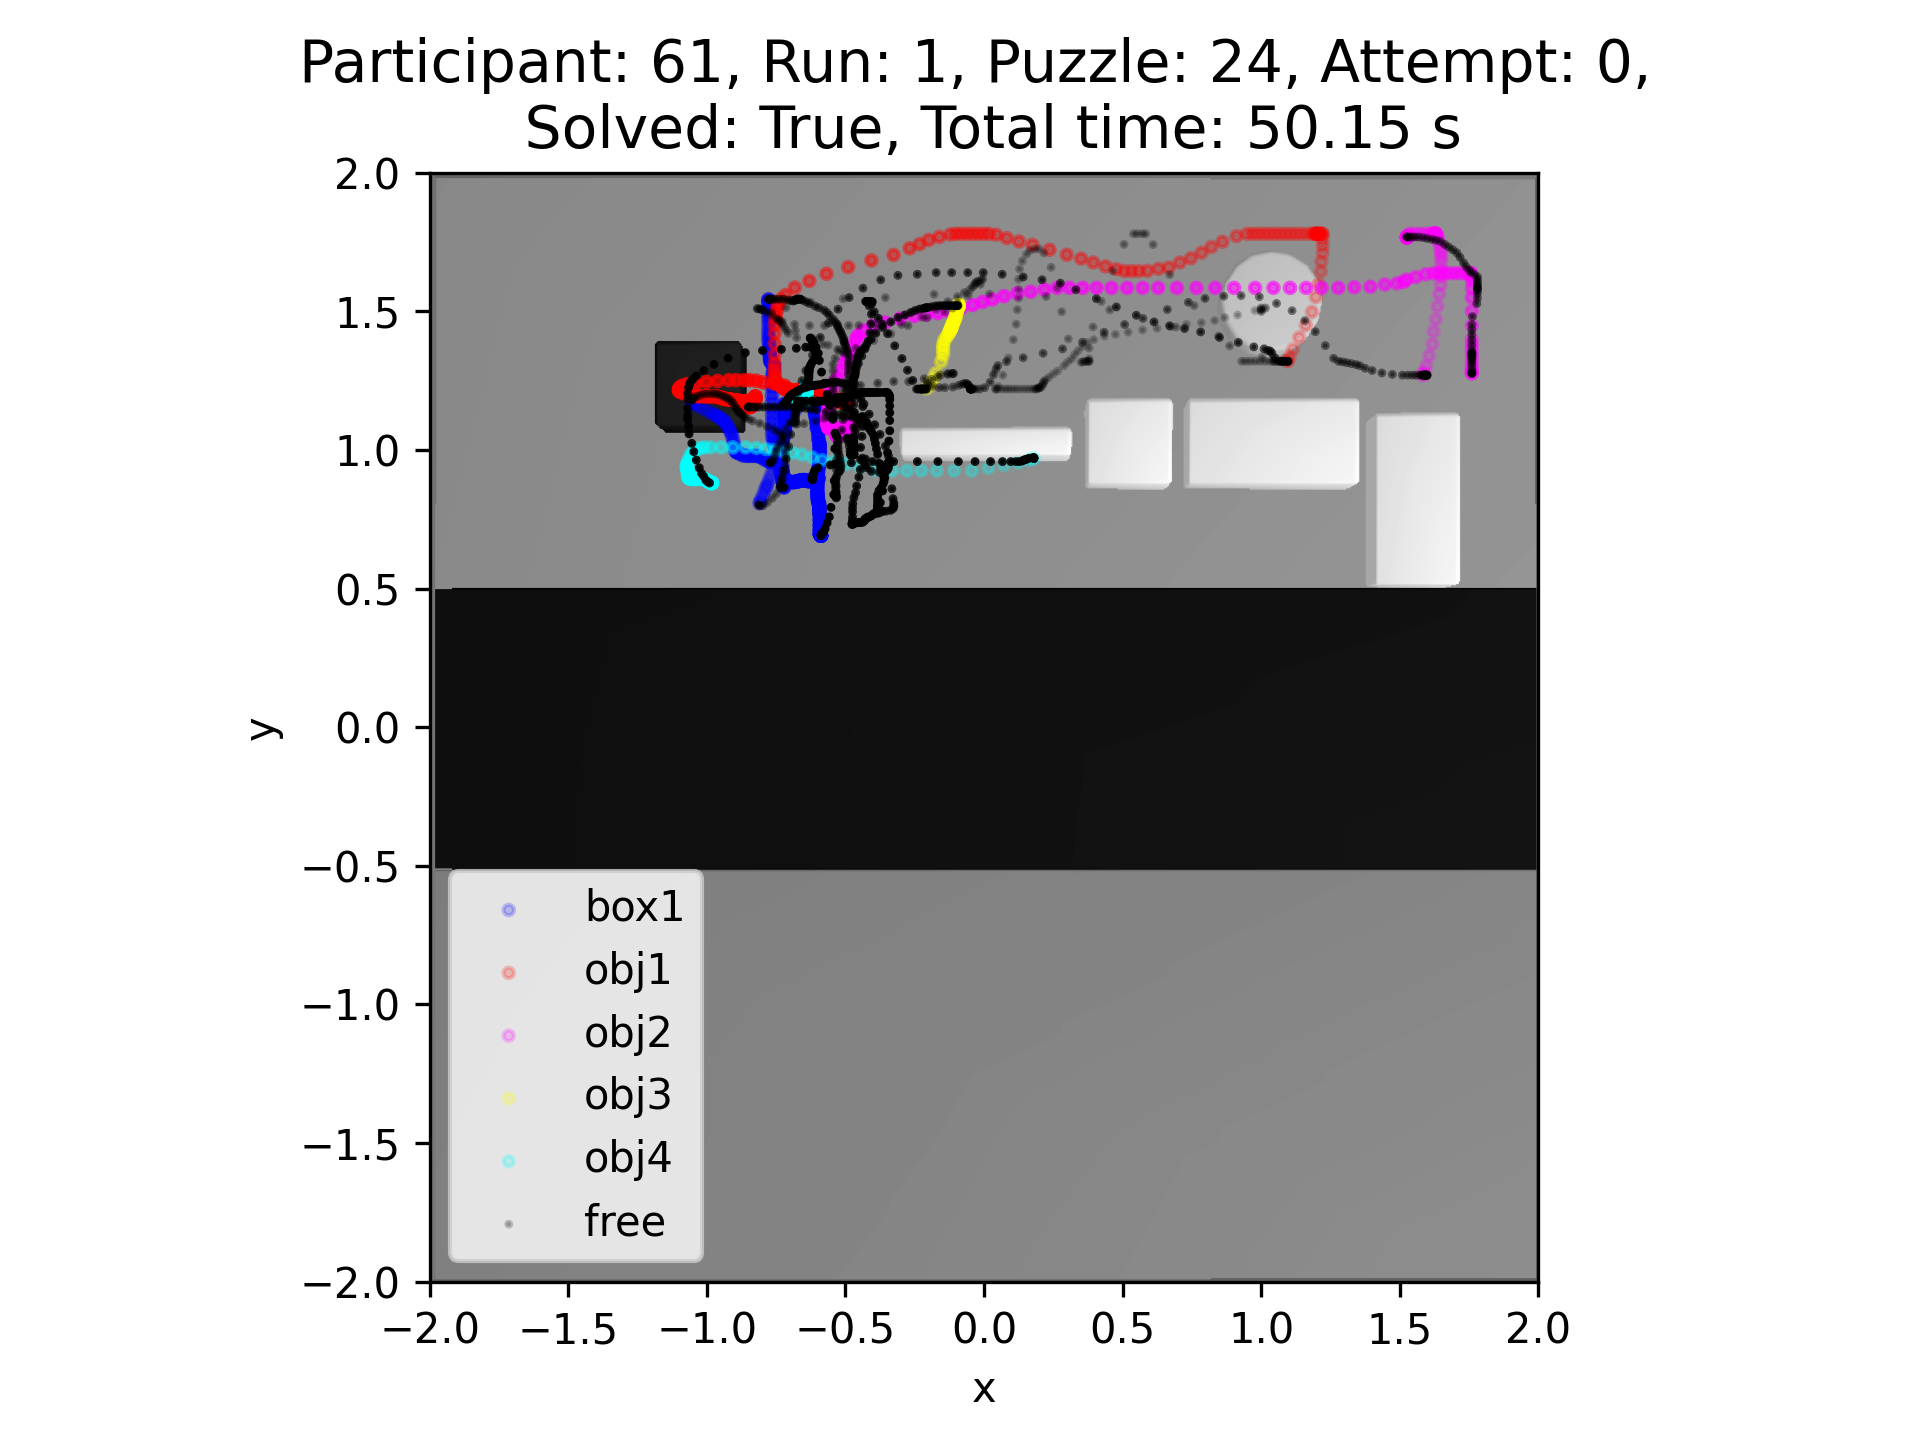 Participant: 61, Run: 1, Puzzle: 24, Attempt: 0,
Solved: True, Total time: 50.15 s
2.0
1.5
1.0
0.5
0.0
−0.5
−1.0
−1.5
−2.0
y
box1
obj1
obj2
obj3
obj4
free
−2.0 −1.5 −1.0 −0.5 0.0 0.5 1.0 1.5 2.0
x